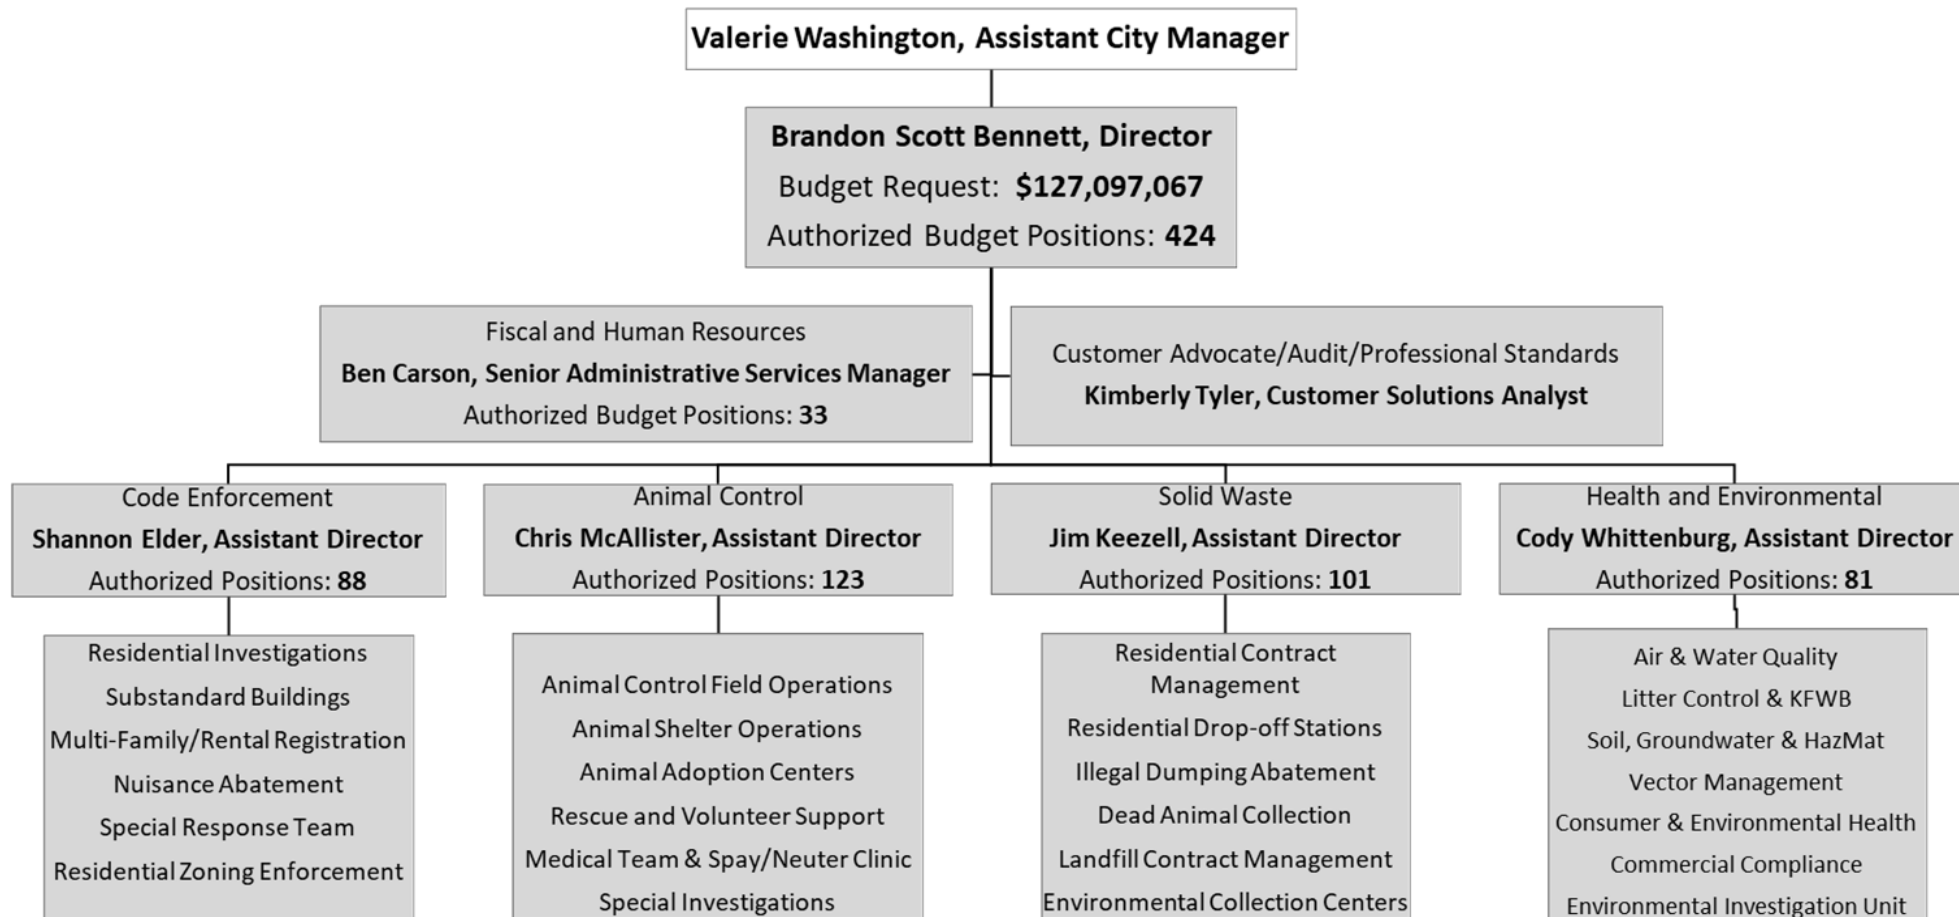 Valerie Washington, Assistant City Manager
Brandon Scott Bennett, Director
Budget Request: $127,097,067
Authorized Budget Positions: 424
Fiscal and Human Resources
Ben Carson, Senior Administrative Services Manager
Authorized Budget Positions: 33
Customer Advocate/Audit/Professional Standards
Kimberly Tyler, Customer Solutions Analyst
Code Enforcement
Shannon Elder, Assistant Director
Authorized Positions: 88
Animal Control
Chris McAllister, Assistant Director
Authorized Positions: 123
Solid Waste
Jim Keezell, Assistant Director
Authorized Positions: 101
Health and Environmental
Cody Whittenburg, Assistant Director
Authorized Positions: 81
Residential Investigations
Substandard Buildings
Multi-Family/Rental Registration
Nuisance Abatement
Special Response Team
Residential Zoning Enforcement
Animal Control Field Operations
Animal Shelter Operations
Animal Adoption Centers
Rescue and Volunteer Support
Medical Team & Spay/Neuter Clinic
Special Investigations
Residential Contract
Management
Residential Drop-off Stations
Illegal Dumping Abatement
Dead Animal Collection
Landfill Contract Management
Environmental Collection Centers
Air & Water Quality
Litter Control & KFWB
Soil, Groundwater & HazMat
Vector Management
Consumer & Environmental Health
Commercial Compliance
Environmental Investigation Unit